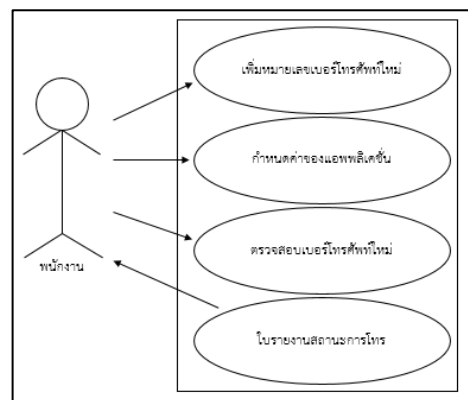 เพิ่มหมายเลขเบอร์โทรศัพท์ใหม่
กำหนดค่าของแอพพลิเคชั่น
ตรวจสอบเบอร์โทรศัพท์ใหม่
พนักงาน
ใบรายงานสถานะการโทร